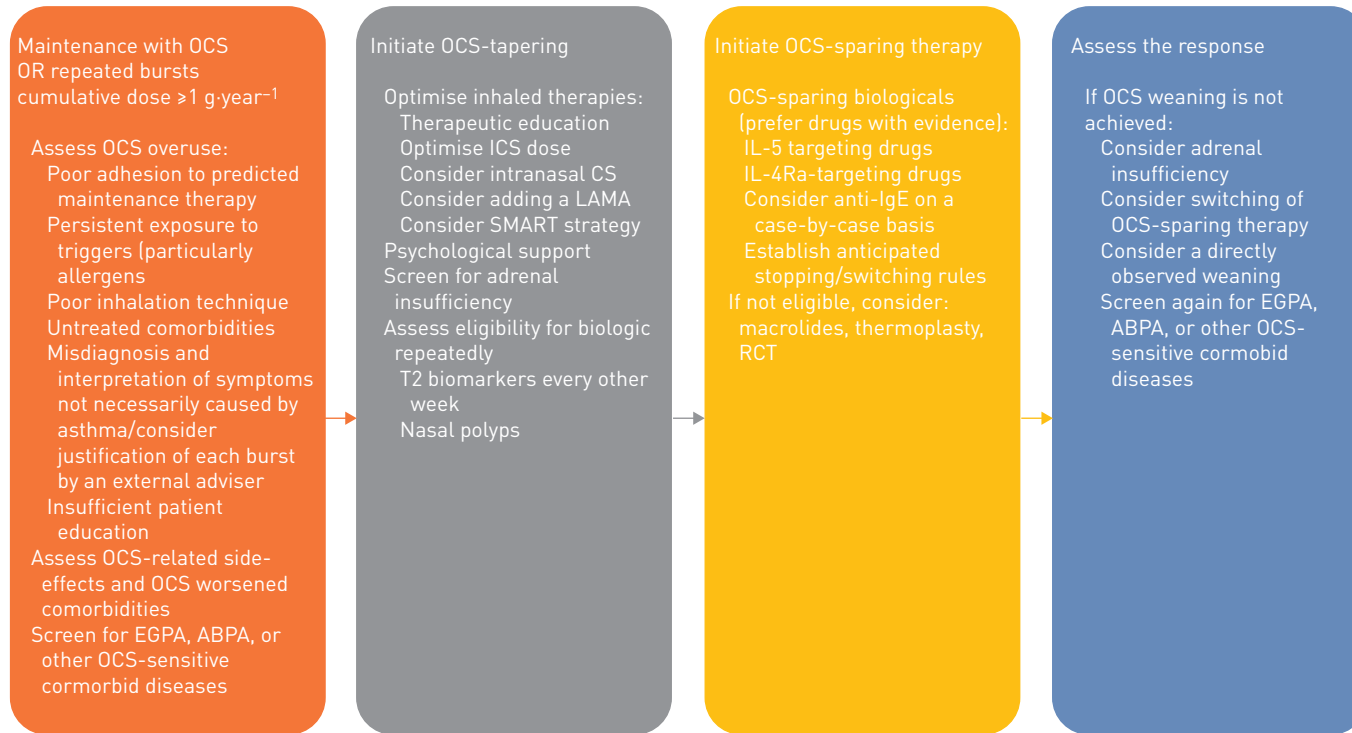 Maintenance with OCS
OR repeated bursts
cumulative dose ⩾1 g·year⁻¹
Assess OCS overuse:
Poor adhesion to predicted
maintenance therapy
Persistent exposure to
triggers (particularly
allergens
Poor inhalation technique
Untreated comorbidities
Misdiagnosis and
interpretation of symptoms
not necessarily caused by
asthma/consider
justification of each burst
by an external adviser
Insufficient patient
education
Assess OCS-related side-
effects and OCS worsened
comorbidities
Screen for EGPA, ABPA, or
other OCS-sensitive
cormorbid diseases
Initiate OCS-tapering
Optimise inhaled therapies:
Therapeutic education
Optimise ICS dose
Consider intranasal CS
Consider adding a LAMA
Consider SMART strategy
Psychological support
Screen for adrenal
insufficiency
Assess eligibility for biologic
repeatedly
T2 biomarkers every other
week
Nasal polyps
Initiate OCS-sparing therapy
OCS-sparing biologicals
(prefer drugs with evidence):
IL-5 targeting drugs
IL-4Ra-targeting drugs
Consider anti-IgE on a
case-by-case basis
Establish anticipated
stopping/switching rules
If not eligible, consider:
macrolides, thermoplasty,
RCT
Assess the response
If OCS weaning is not
achieved:
Consider adrenal
insufficiency
Consider switching of
OCS-sparing therapy
Consider a directly
observed weaning
Screen again for EGPA,
ABPA, or other OCS-
sensitive cormobid
diseases